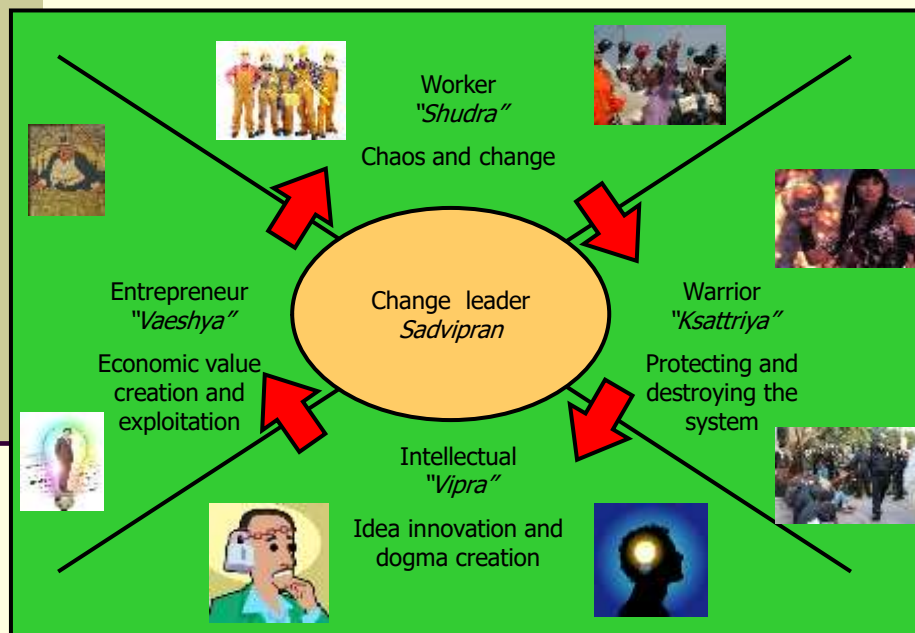 Worker
"Shudra"
Chaos and change
Change leader
Sadvipran
Entrepreneur
"Vaeshya"
Economic value
creation and
exploitation
Warrior
"Ksattriya"
Protecting and
destroying the
system
Intellectual
"Vipra"
Idea innovation and
dogma creation